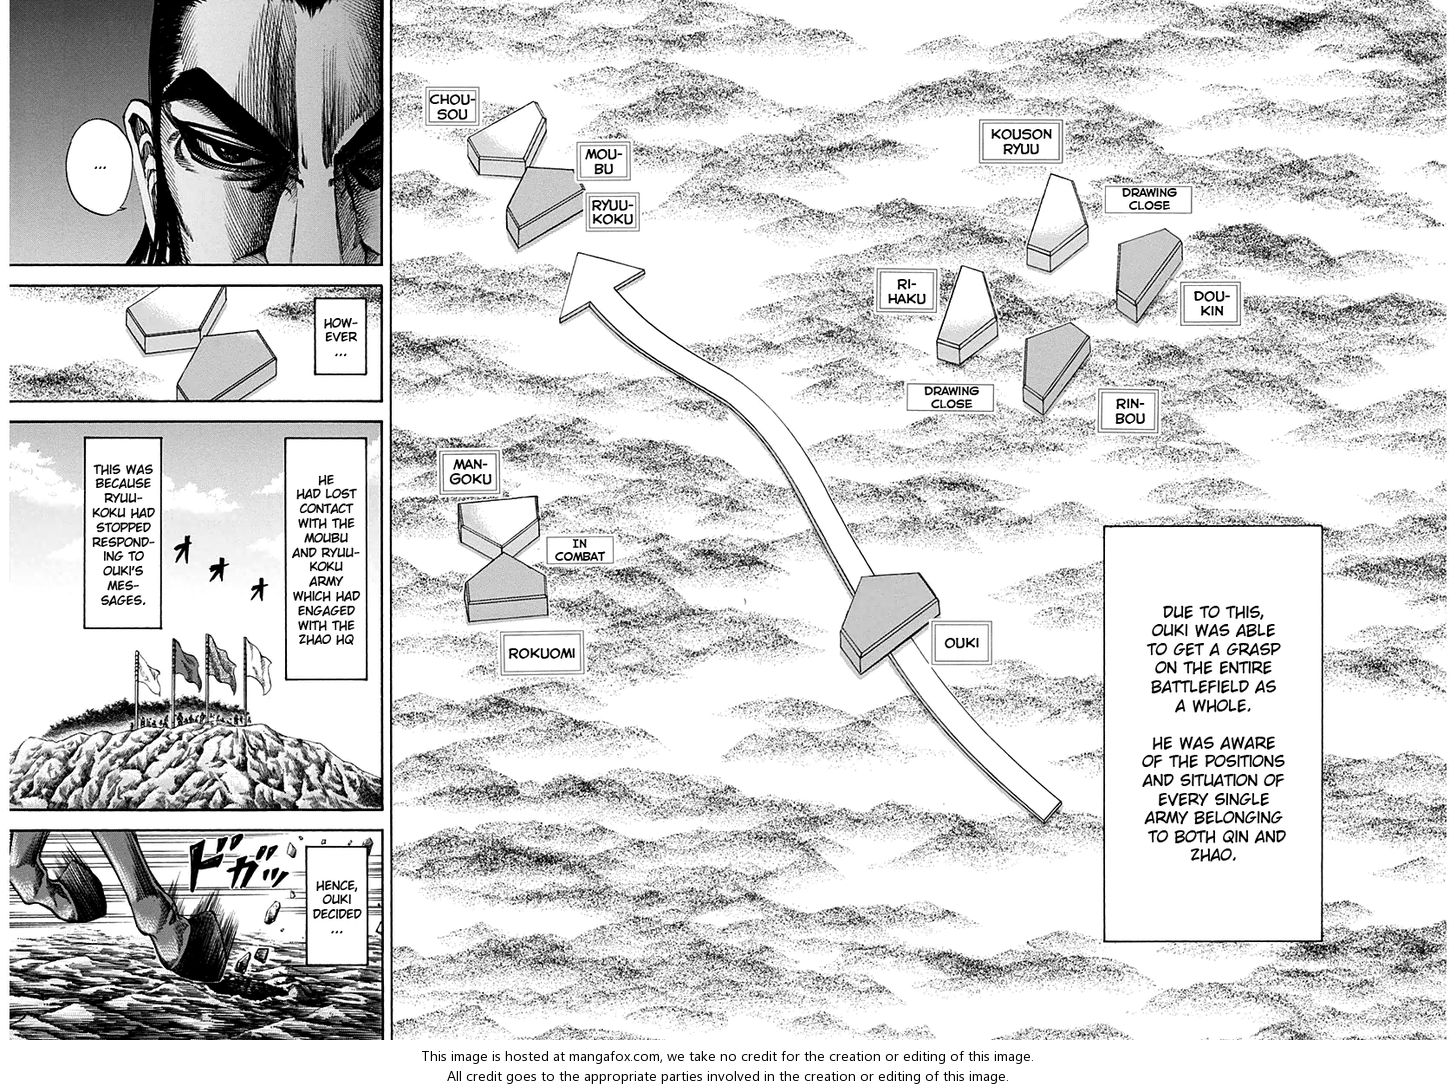 DUE TO THIS,
OUKI WAS ABLE
TO GET A GRASP
ON THE ENTIRE
BATTLEFIELD AS
A WHOLE.
HE WAS AWARE
OF THE POSITIONS
AND SITUATION OF
EVERY SINGLE
ARMY BELONGING
TO BOTH QIN AND
ZHAO.
KOUSON
RYUU
DRAWING
CLOSE
DOU-
KIN
RI-
HAKU
DRAWING
CLOSE
RIN-
BOU
CHOU-
SOU
MOU-
BU
RYUU-
KOKU
MAN-
GOKU
IN
COMBAT
ROKUOMI
OUKI
...
HOW-
EVER
...
HE
HAD LOST
CONTACT
WITH THE
MOUBU
AND RYUU-
KOKU
ARMY
WHICH HAD
ENGAGED
WITH THE
ZHAO HQ
THIS WAS
BECAUSE
RYUU-
KOKU HAD
STOPPED
RESPOND-
ING TO
OUKI'S
MES-
SAGES.
オオオ
HENCE,
OUKI
DECIDED
...
ドガッ
This image is hosted at mangafox.com, we take no credit for the creation or editing of this image.
All credit goes to the appropriate parties involved in the creation or editing of this image.